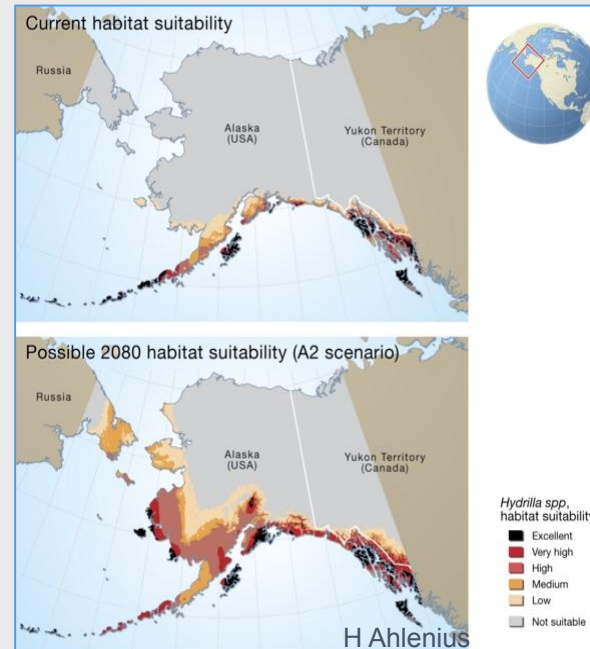 Current habitat suitability
Russia
Alaska
(USA)
Yukon Territory
(Canada)
Possible 2080 habitat suitability (A2 scenario)
Russia
Alaska
(USA)
Yukon Territory
(Canada)
Hydrilla spp,
habitat suitability
Excellent
Very high
High
Medium
Low
Not suitable
H Ahlenius